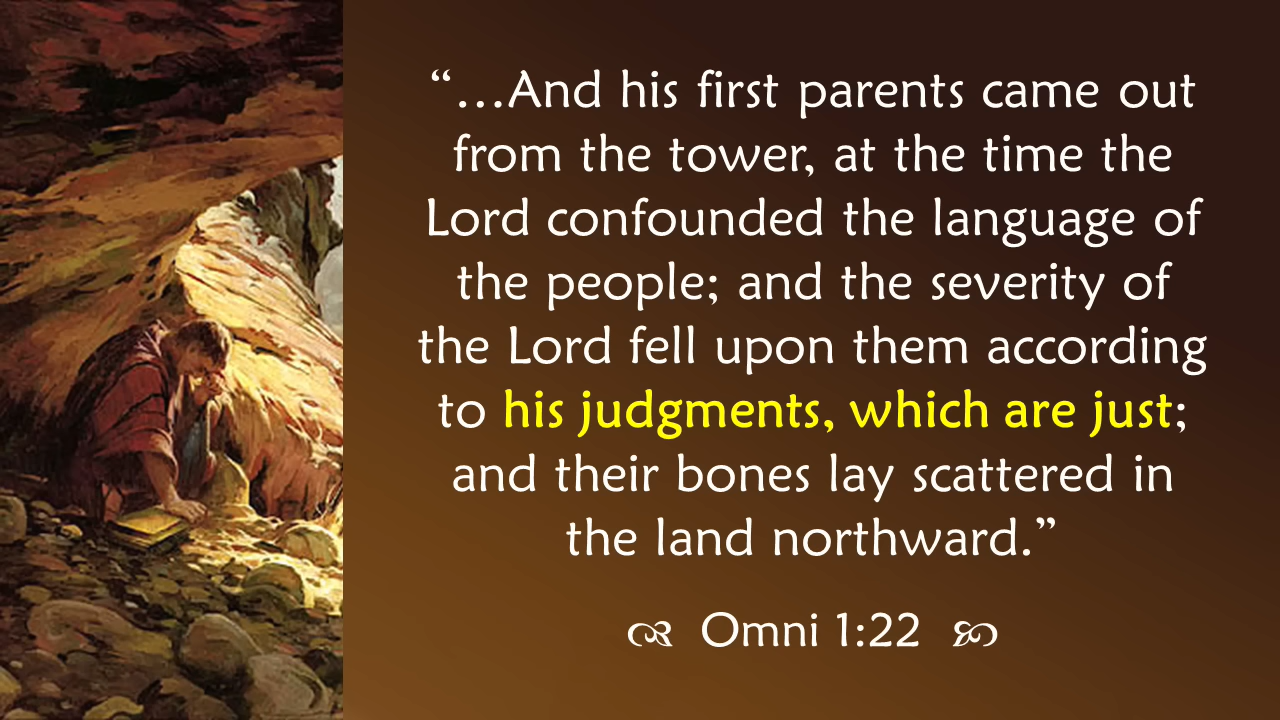 “…And his first parents came out
from the tower, at the time the
Lord confounded the language of
the people; and the severity of
the Lord fell upon them according
to his judgments, which are just;
and their bones lay scattered in
the land northward.”
Omni 1:22